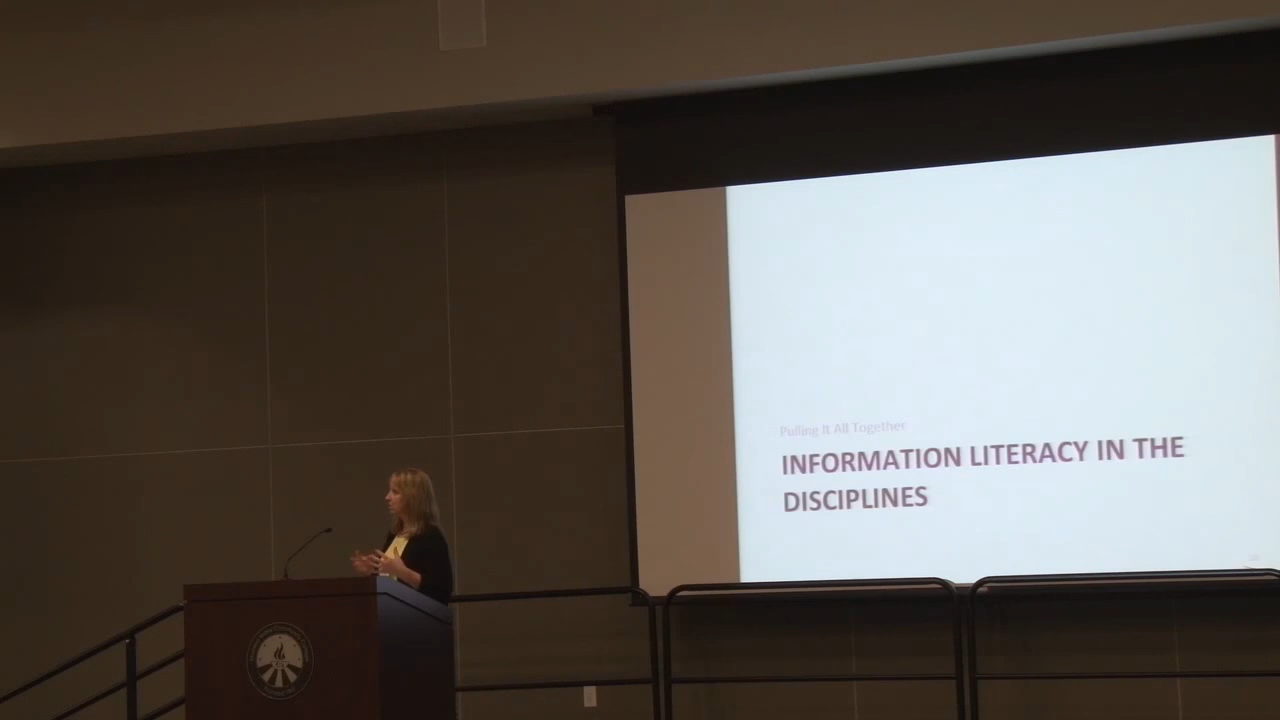 Pulling It All Together
INFORMATION LITERACY IN THE
DISCIPLINES